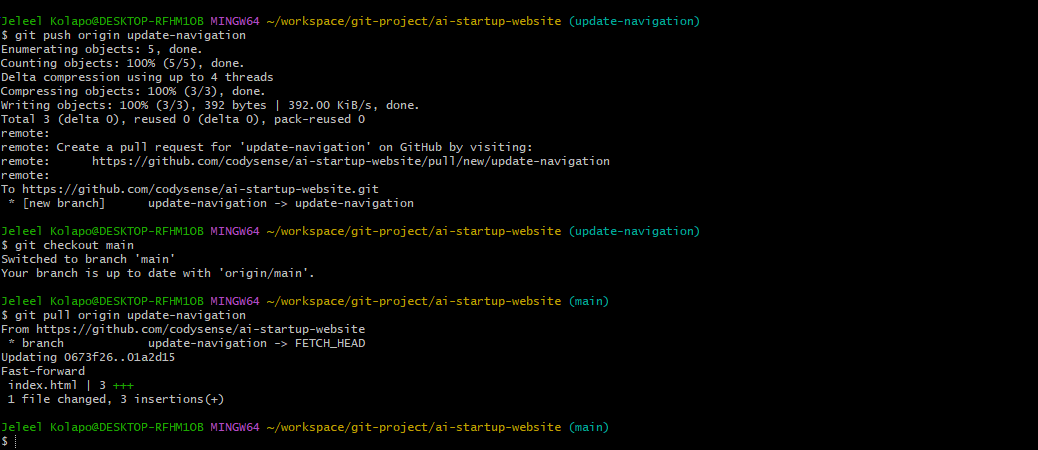 Jeleel Kolapo@DESKTOP-RFHM1OB MINGW64 ~/workspace/git-project/ai-startup-website (update-navigation)
$ git push origin update-navigation
Enumerating objects: 5, done.
Counting objects: 100% (5/5), done.
Delta compression using up to 4 threads
Compressing objects: 100% (3/3), done.
Writing objects: 100% (3/3), 392 bytes | 392.00 KiB/s, done.
Total 3 (delta 0), reused 0 (delta 0), pack-reused 0
remote:
remote: Create a pull request for 'update-navigation' on GitHub by visiting:
remote:      https://github.com/codysense/ai-startup-website/pull/new/update-navigation
remote:
To https://github.com/codysense/ai-startup-website.git
 * [new branch]      update-navigation -> update-navigation
Jeleel Kolapo@DESKTOP-RFHM1OB MINGW64 ~/workspace/git-project/ai-startup-website (update-navigation)
$ git checkout main
Switched to branch 'main'
Your branch is up to date with 'origin/main'.
Jeleel Kolapo@DESKTOP-RFHM1OB MINGW64 ~/workspace/git-project/ai-startup-website (main)
$ git pull origin update-navigation
From https://github.com/codysense/ai-startup-website
 * branch            update-navigation -> FETCH_HEAD
Updating 0673f26..01a2d15
Fast-forward
 index.html | 3 +++
 1 file changed, 3 insertions(+)
Jeleel Kolapo@DESKTOP-RFHM1OB MINGW64 ~/workspace/git-project/ai-startup-website (main)
$